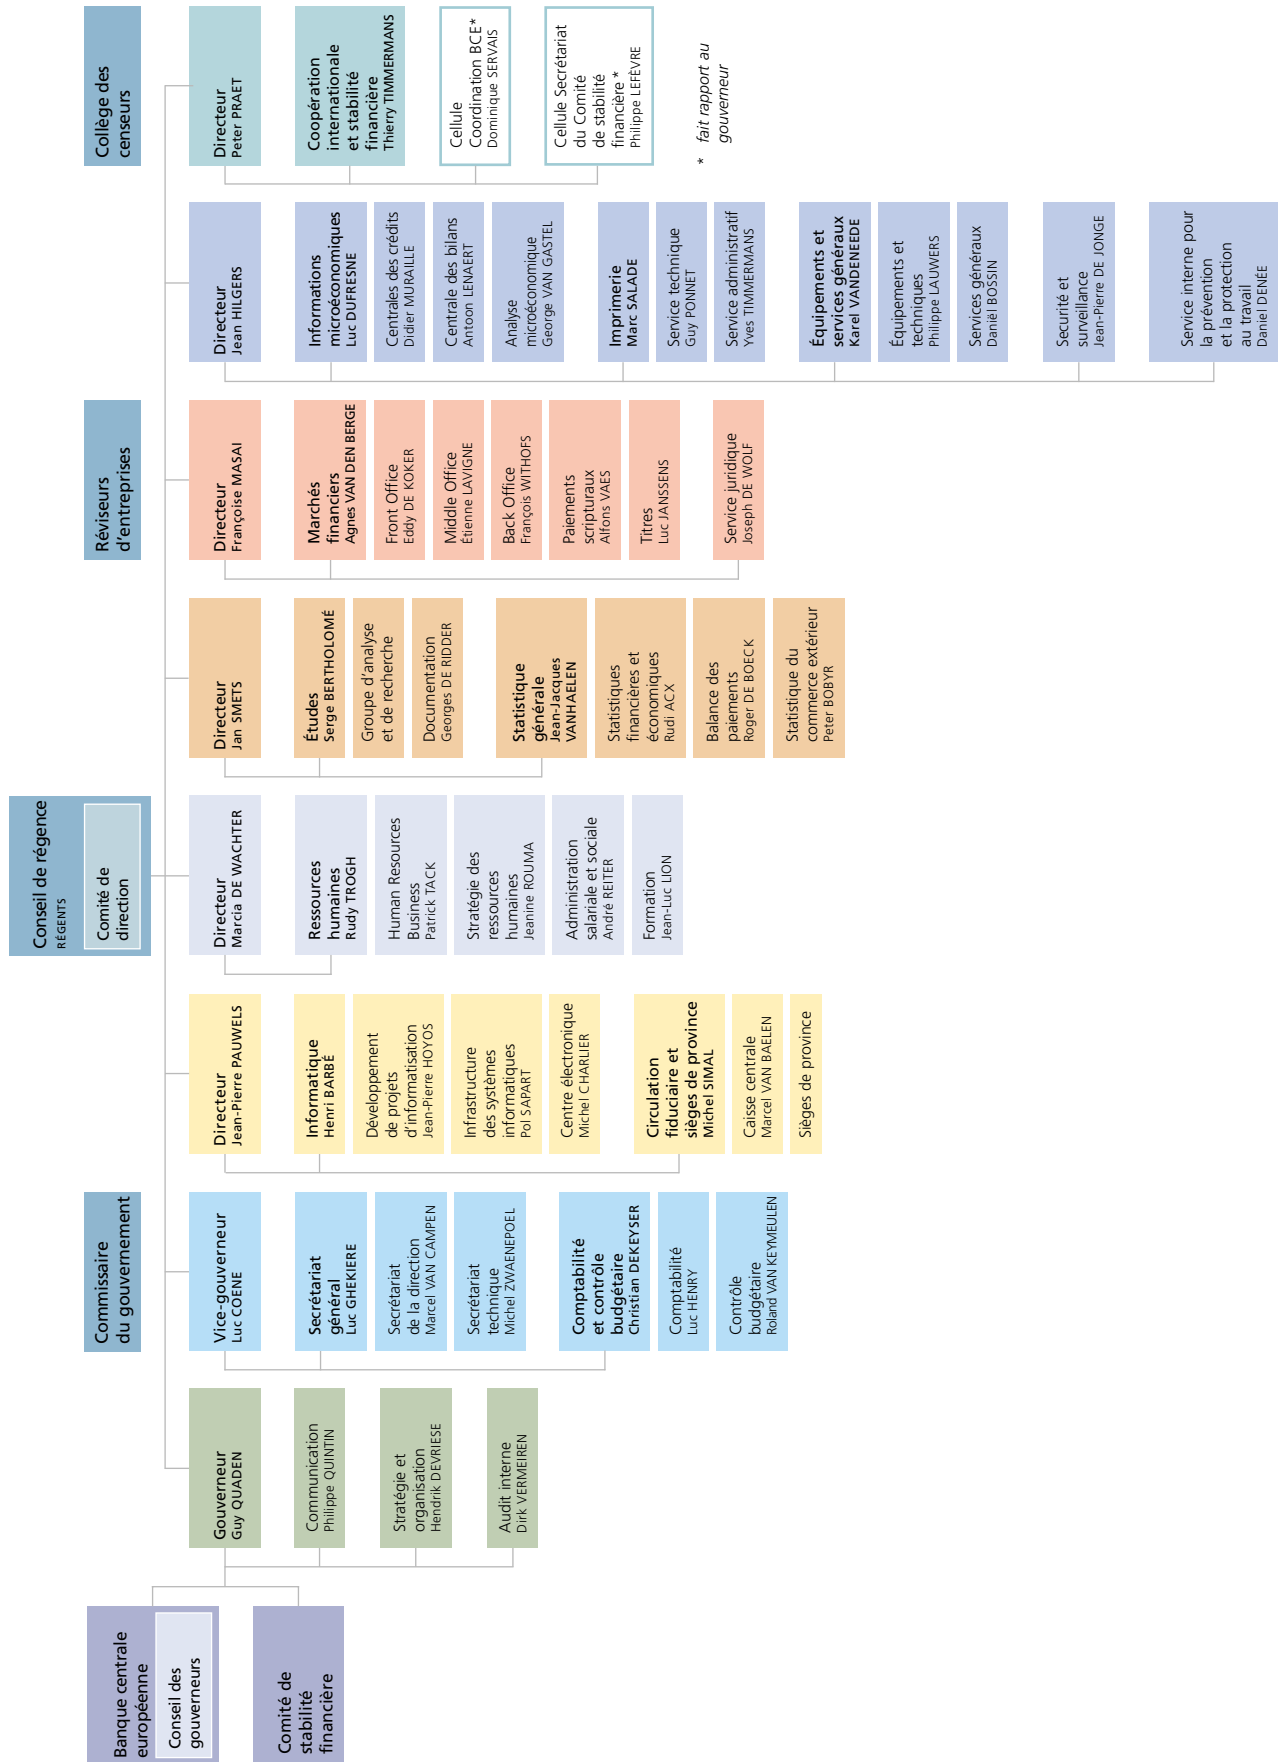 Banque centrale
européenne
Conseil des
gouverneurs
Comité de
stabilité
financière
Commissaire
du gouvernement
Conseil de régence
RÉGENTS
Comité de
direction
Réviseurs
d'entreprises
Collège des
censeurs
Gouverneur
Guy QUADEN
Communication
Philippe QUINTIN
Stratégie et
organisation
Hendrik DEVRIESE
Audit interne
Dirk VERMEIREN
Vice-gouverneur
Luc COENE
Secrétariat
général
Luc GHEKIERE
Secrétariat
de la direction
Marcel VAN CAMPEN
Secrétariat
technique
Michel ZWAENEPOEL
Comptabilité
et contrôle
budgétaire
Christian DEKEYSER
Comptabilité
Luc HENRY
Contrôle
budgétaire
Roland VAN KEYMEULEN
Directeur
Jean-Pierre PAUWELS
Informatique
Henri BARBÉ
Développement
de projets
d'informatisation
Jean-Pierre HOYOS
Infrastructure
des systèmes
informatiques
Pol SAPART
Centre électronique
Michel CHARLIER
Circulation
fiduciaire et
sièges de province
Michel SIMAL
Caisse centrale
Marcel VAN BAELEN
Sièges de province
Directeur
Marcia DE WACHTER
Ressources
humaines
Rudy TROGH
Human Resources
Business
Patrick TACK
Stratégie des
ressources
humaines
Jeanine ROUMA
Administration
salariale et sociale
André REITER
Formation
Jean-Luc LION
Directeur
Jan SMETS
Études
Serge BERTHOLOMÉ
Groupe d'analyse
et de recherche
Documentation
Georges DE RIDDER
Statistique
générale
Jean-Jacques
VANHAELEN
Statistiques
financières et
économiques
Rudi ACX
Balance des
paiements
Roger DE BOECK
Statistique du
commerce extérieur
Peter BOBYR
Directeur
Françoise MASAI
Marchés
financiers
Agnes VAN DEN BERGE
Front Office
Eddy DE KOKER
Middle Office
Étienne LAVIGNE
Back Office
François WITHOFS
Paiements
scripturaux
Alfons VAES
Titres
Luc JANSSENS
Service juridique
Joseph DE WOLF
Directeur
Jean HILGERS
Informations
microéconomiques
Luc DUFRESNE
Centrales des crédits
Didier MURAILLE
Centrale des bilans
Antoon LENAERT
Analyse
microéconomique
George VAN GASTEL
Imprimerie
Marc SALADE
Service technique
Guy PONNET
Service administratif
Yves TIMMERMANS
Équipements et
services généraux
Karel VANDENEEDE
Équipements et
techniques
Philippe LAUWERS
Services généraux
Daniël BOSSIN
Securité et
surveillance
Jean-Pierre DE JONGE
Service interne pour
la prévention
et la protection
au travail
Daniel DENÉE
Directeur
Peter PRAET
Coopération
internationale
et stabilité
financière
Thierry TIMMERMANS
Cellule
Coordination BCE*
Dominique SERVAIS
Cellule Secrétariat
du Comité
de stabilité
financière *
Philippe LEFÈVRE
* fait rapport au
gouverneur